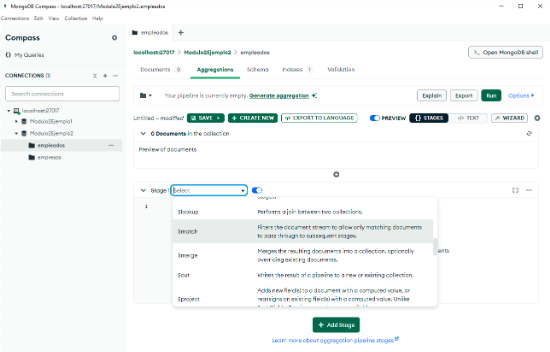 MongoDB Compass - localhost:27017/Modulo2Ejemplo2.empleados
Connections Edit View Collection Help
Compass
My Queries
CONNECTIONS (1)
Search connections
localhost:27017
Modulo2Ejemplo1
Modulo2Ejemplo2
empleados
empresas
empleados
localhost:27017 > Modulo2Ejemplo2 > empleados
Open MongoDB shell
Documents 0 Aggregations Schema Indexes 1 Validation
Your pipeline is currently empty. Generate aggregation
Explain Export Run Options
Untitled - modified SAVE CREATE NEW EXPORT TO LANGUAGE PREVIEW {} STAGES TEXT WIZARD
0 Documents in the collection
Preview of documents
Stage 1 Select
1
$lookup Performs a join between two collections.
$match Filters the document stream to allow only matching documents
to pass through to subsequent stages.
$merge Merges the resulting documents into a collection, optionally
overriding existing documents.
$out Writes the result of a pipeline to a new or existing collection.
$project Adds new field(s) to a document with a computed value, or
reassigns an existing field(s) with a computed value. Unlike
+ Add Stage
Learn more about aggregation pipeline stages